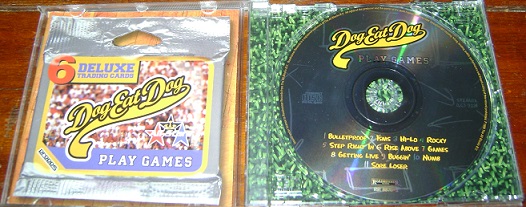 6 DELUXE
TRADING CARDS
Dog Eat Dog
PLAY GAMES
Dog Eat Dog
PLAY GAMES
1 BULLETPROOF 2 ISMS 3 HI-LO 4 ROCKY
5 STEP RIGHT IN 6 RISE ABOVE 7 GAMES
8 GETTING LIVE 9 BUGGIN' 10 NUMB
11 SORE LOSER